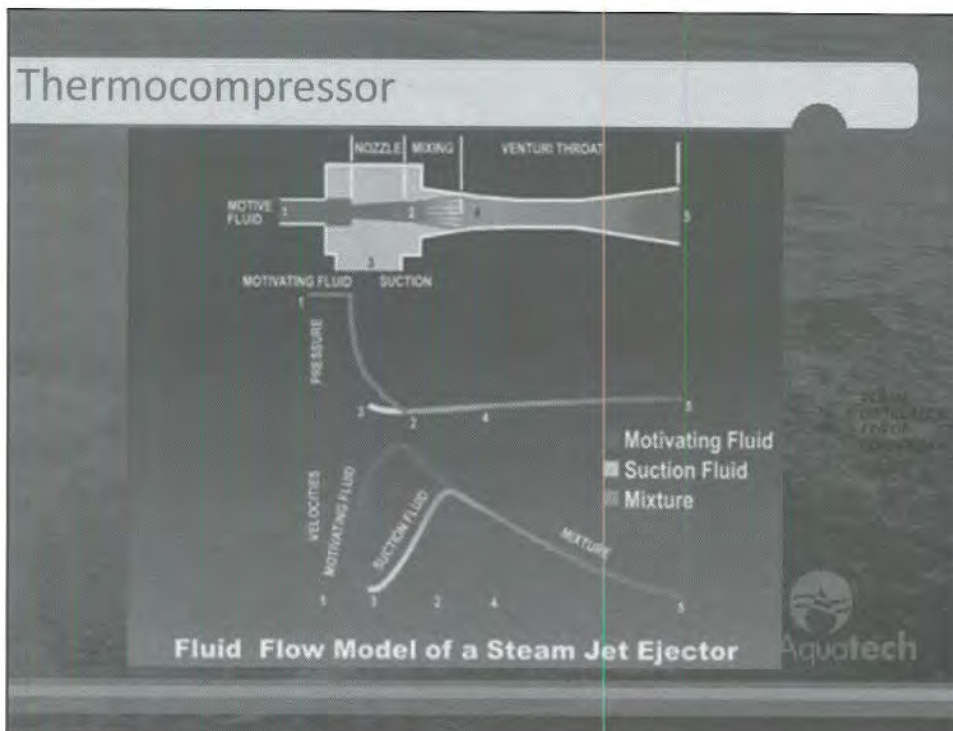 Thermocompressor
NOZZLE MIXING VENTURI THROAT
MOTIVE
FLUID
1 2 4 5
3
MOTIVATING FLUID SUCTION
1
PRESSURE
3 2 4 5
Motivating Fluid
Suction Fluid
Mixture
VELOCITIES
MOTIVATING FLUID
SUCTION FLUID
MIXTURE
1 3 2 4 5
Fluid Flow Model of a Steam Jet Ejector
Aquatech